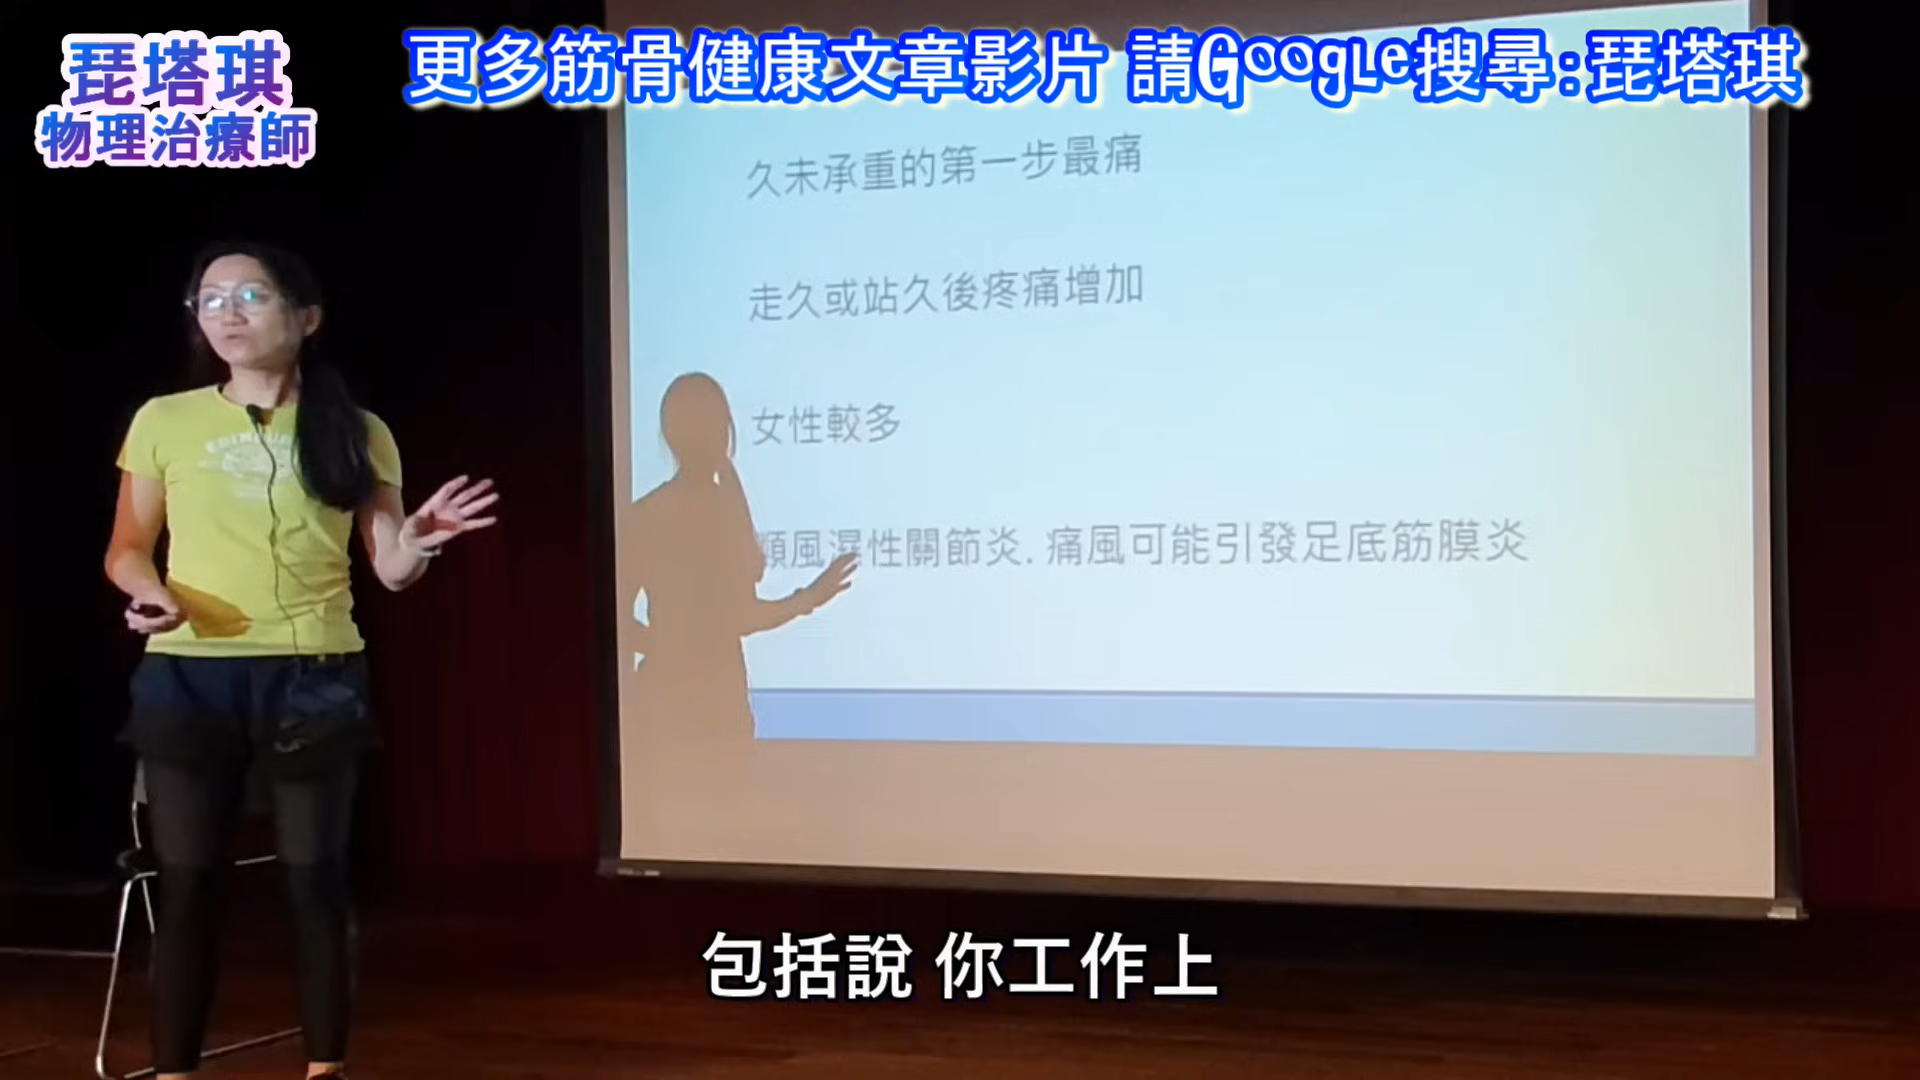 琵塔琪
物理治療師
更多筋骨健康文章影片 請Google搜尋:琵塔琪
久未承重的第一步最痛
走久或站久後疼痛增加
女性較多
類風濕性關節炎.痛風可能引發足底筋膜炎
包括說 你工作上